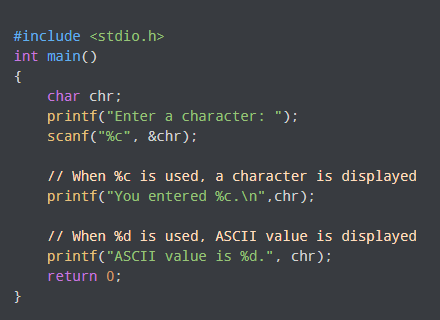 #include <stdio.h>
int main()
{
    char chr;
    printf("Enter a character: ");
    scanf("%c", &chr);

    // When %c is used, a character is displayed
    printf("You entered %c.\n",chr);

    // When %d is used, ASCII value is displayed
    printf("ASCII value is %d.", chr);
    return 0;
}